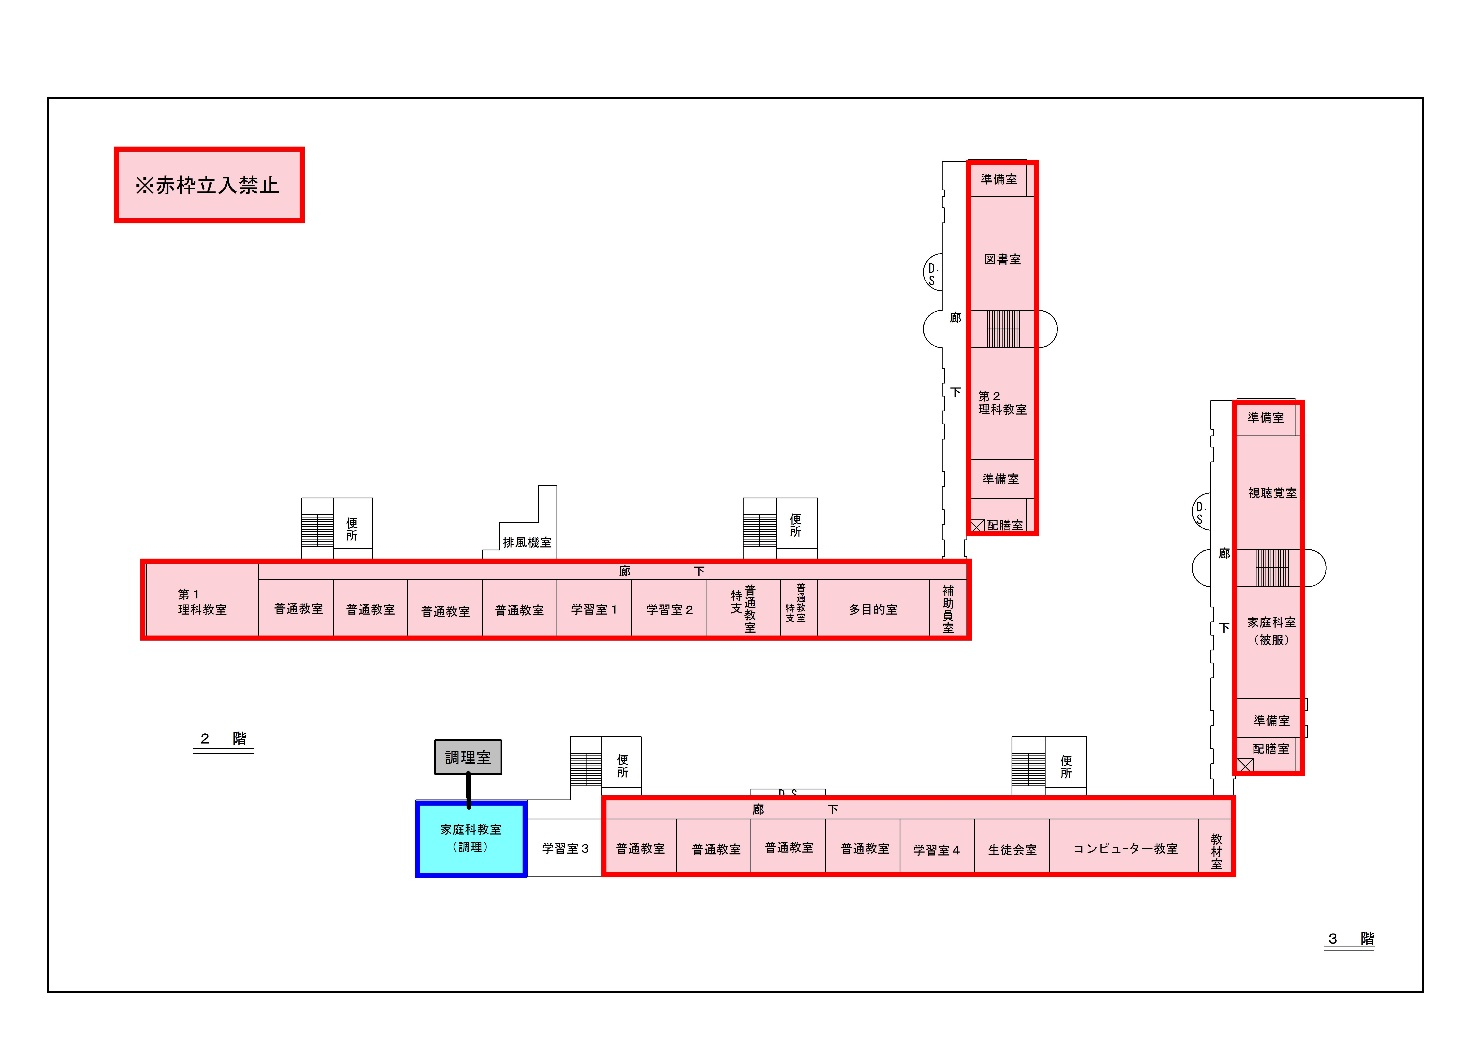 ※赤枠立入禁止
準備室
図書室
D.S
廊下
第２
理科教室
準備室
配膳室
便所
排風機室
便所
廊下
第１
理科教室
普通教室
普通教室
普通教室
普通教室
学習室１
学習室２
普通教室
特支
普通教室
特支
多目的室
補助員室
２階
準備室
視聴覚室
D.S
廊下
家庭科室
（被服）
準備室
配膳室
調理室
便所
便所
D.S
廊下
家庭科教室
（調理）
学習室３
普通教室
普通教室
普通教室
普通教室
学習室４
生徒会室
コンピューター教室
教材室
３階